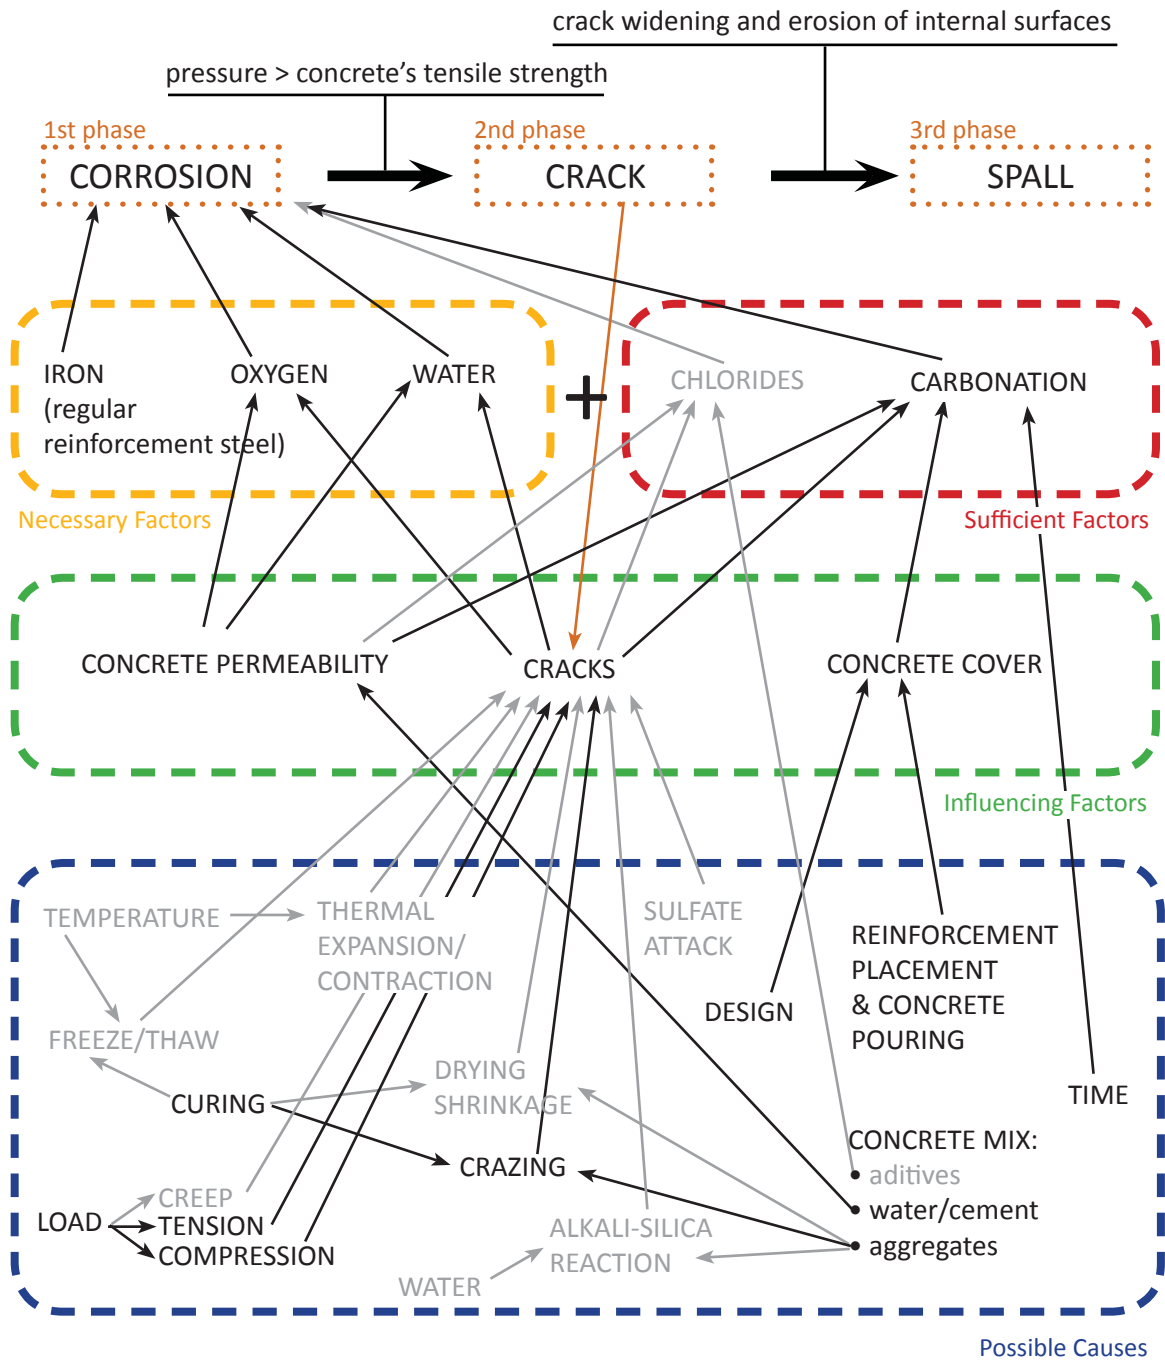 crack widening and erosion of internal surfaces
pressure > concrete's tensile strength
1st phase
2nd phase
3rd phase
CORROSION
CRACK
SPALL
IRON
(regular
reinforcement steel)
OXYGEN
WATER
+
CHLORIDES
CARBONATION
Necessary Factors
Sufficient Factors
CONCRETE PERMEABILITY
CRACKS
CONCRETE COVER
Influencing Factors
TEMPERATURE
THERMAL
EXPANSION/
CONTRACTION
SULFATE
ATTACK
REINFORCEMENT
PLACEMENT
& CONCRETE
POURING
DESIGN
FREEZE/THAW
DRYING
SHRINKAGE
CURING
TIME
CRAZING
CONCRETE MIX:
• aditives
• water/cement
• aggregates
LOAD
CREEP
TENSION
COMPRESSION
ALKALI-SILICA
REACTION
WATER
Possible Causes